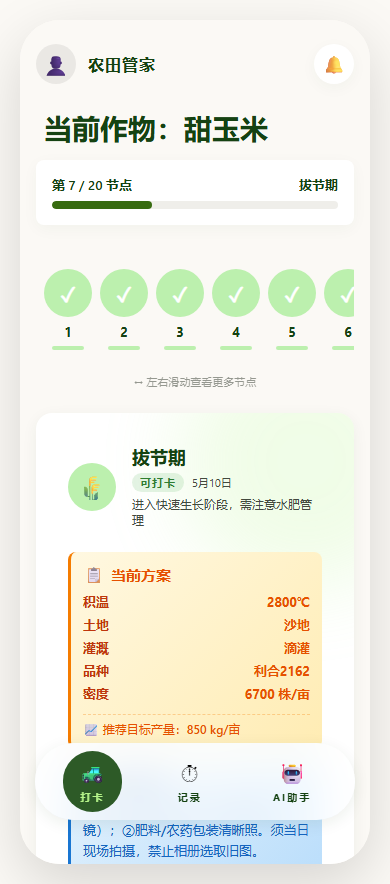 农田管家
当前作物：甜玉米
第 7 / 20 节点 拔节期
1 2 3 4 5 6
↔ 左右滑动查看更多节点
拔节期
可打卡 5月10日
进入快速生长阶段，需注意水肥管
理
当前方案
积温 2800℃
土地 沙地
灌溉 滴灌
品种 利合2162
密度 6700 株/亩
推荐目标产量：850 kg/亩
打卡 记录 AI助手
镜）；②肥料/农药包装清晰照。须当日
现场拍摄，禁止相册选取旧图。